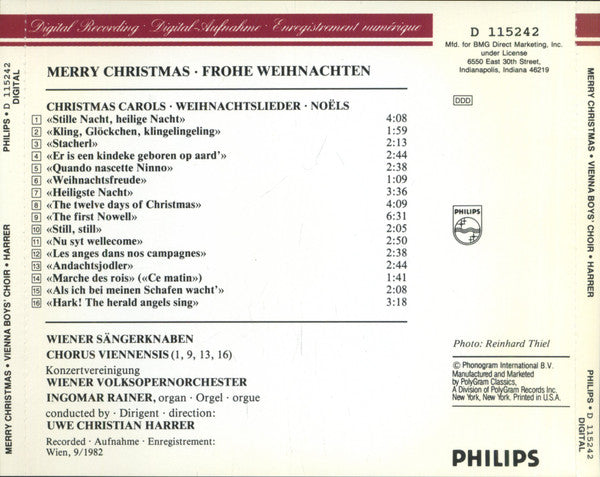 PHILIPS • D 115242
DIGITAL
MERRY CHRISTMAS • VIENNA BOYS' CHOIR • HARRER
Digital Recording · Digital-Aufnahme · Enregistrement numérique
D 115242
Mfd. for BMG Direct Marketing, Inc.
under License
6550 East 30th Street,
Indianapolis, Indiana 46219
MERRY CHRISTMAS · FROHE WEIHNACHTEN
DDD
CHRISTMAS CAROLS · WEIHNACHTSLIEDER · NOËLS
1 «Stille Nacht, heilige Nacht» 4:08
2 «Kling, Glöckchen, klingelingeling» 1:59
3 «Stacherl» 2:13
4 «Er is een kindeke geboren op aard'» 2:44
5 «Quando nascette Ninno» 2:38
6 «Weihnachtsfreude» 1:09
7 «Heiligste Nacht» 3:36
8 «The twelve days of Christmas» 4:09
9 «The first Nowell» 6:31
10 «Still, still» 2:05
11 «Nu syt wellecome» 2:50
12 «Les anges dans nos campagnes» 2:38
13 «Andachtsjodler» 2:44
14 «Marche des rois» («Ce matin») 1:41
15 «Als ich bei meinen Schafen wacht'» 2:08
16 «Hark! The herald angels sing» 3:18
PHILIPS
WIENER SÄNGERKNABEN
CHORUS VIENNENSIS (1, 9, 13, 16)
Konzertvereinigung
WIENER VOLKSOPERNORCHESTER
INGOMAR RAINER, organ · Orgel · orgue
conducted by · Dirigent · direction:
UWE CHRISTIAN HARRER
Recorded · Aufnahme · Enregistrement:
Wien, 9/1982
Photo: Reinhard Thiel
Ⓟ Phonogram International B.V.
Manufactured and Marketed
by PolyGram Classics,
A Division of PolyGram Records Inc.
New York, New York. Printed in U.S.A.
PHILIPS
MERRY CHRISTMAS • VIENNA BOYS' CHOIR • HARRER
PHILIPS • D 115242
DIGITAL